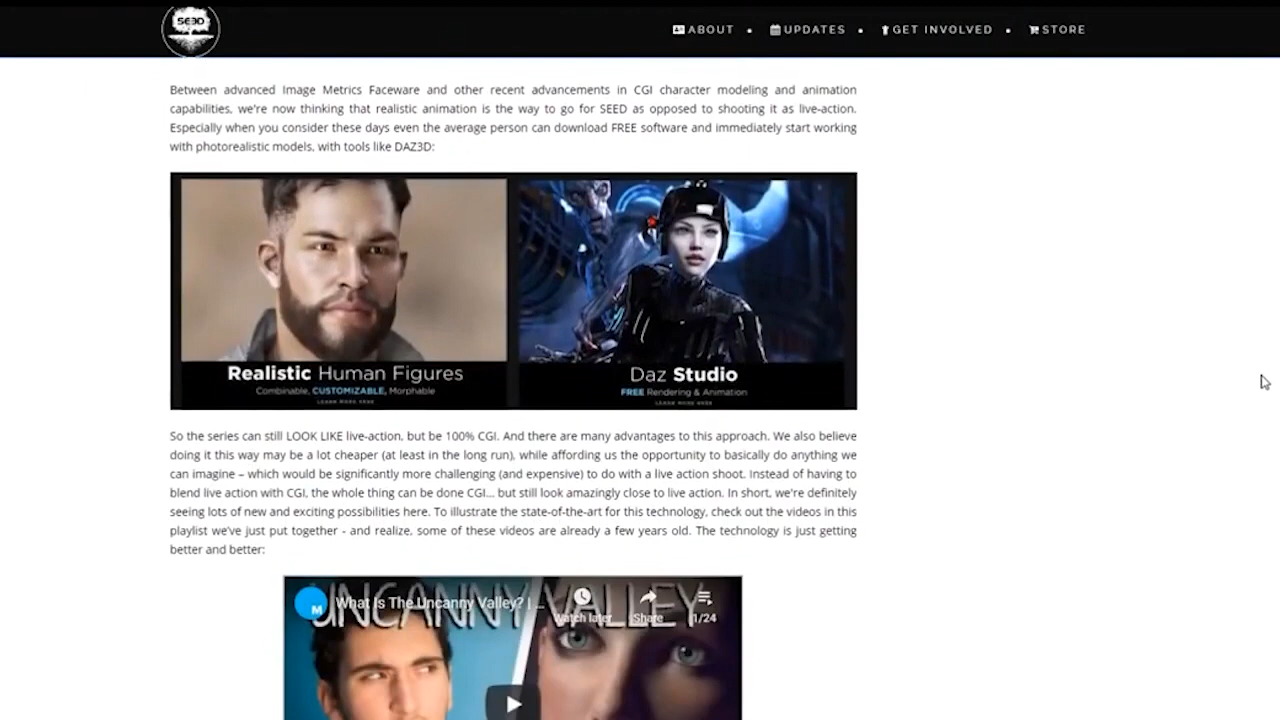 SEED
ABOUT • UPDATES • GET INVOLVED • STORE
Between advanced Image Metrics Faceware and other recent advancements in CGI character modeling and animation
capabilities, we're now thinking that realistic animation is the way to go for SEED as opposed to shooting it as live-action.
Especially when you consider these days even the average person can download FREE software and immediately start working
with photorealistic models, with tools like DAZ3D:
Realistic Human Figures
Combinable, CUSTOMIZABLE, Morphable
LEARN MORE HERE
Daz Studio
FREE Rendering & Animation
LEARN MORE HERE
So the series can still LOOK LIKE live-action, but be 100% CGI. And there are many advantages to this approach. We also believe
doing it this way may be a lot cheaper (at least in the long run), while affording us the opportunity to basically do anything we
can imagine – which would be significantly more challenging (and expensive) to do with a live action shoot. Instead of having to
blend live action with CGI, the whole thing can be done CGI... but still look amazingly close to live action. In short, we're definitely
seeing lots of new and exciting possibilities here. To illustrate the state-of-the-art for this technology, check out the videos in this
playlist we've just put together - and realize, some of these videos are already a few years old. The technology is just getting
better and better:
UNCANNY VALLEY
M
What Is The Uncanny Valley? | ...
Watch later Share 1/24